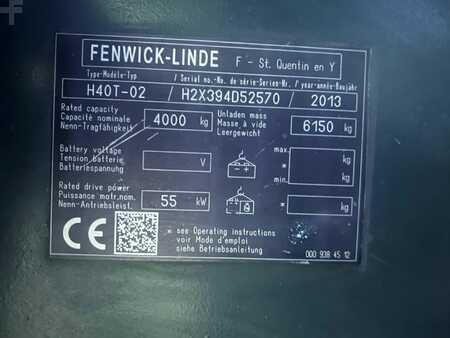 FENWICK-LINDE F - St. Quentin en Y
Type-Modèle-Typ / Serial no.-No. de série-Serien-Nr. / year-année-Baujahr
H40T-02 / H2X394D52570 / 2013
Rated capacity
Capacité nominale
Nenn-Tragfähigkeit
4000 kg
Unladen mass
Masse à vide
Leergewicht
6150 kg
Battery voltage
Tension batterie
Batteriespannung
V
max.
*
min.
kg
kg
Rated drive power
Puissance motr.nom.
Nenn-Antriebsleist.
55 kW
* kg
CE
* see Operating instructions
voir Mode d'emploi
siehe Betriebsanleitung
000 938 45 12